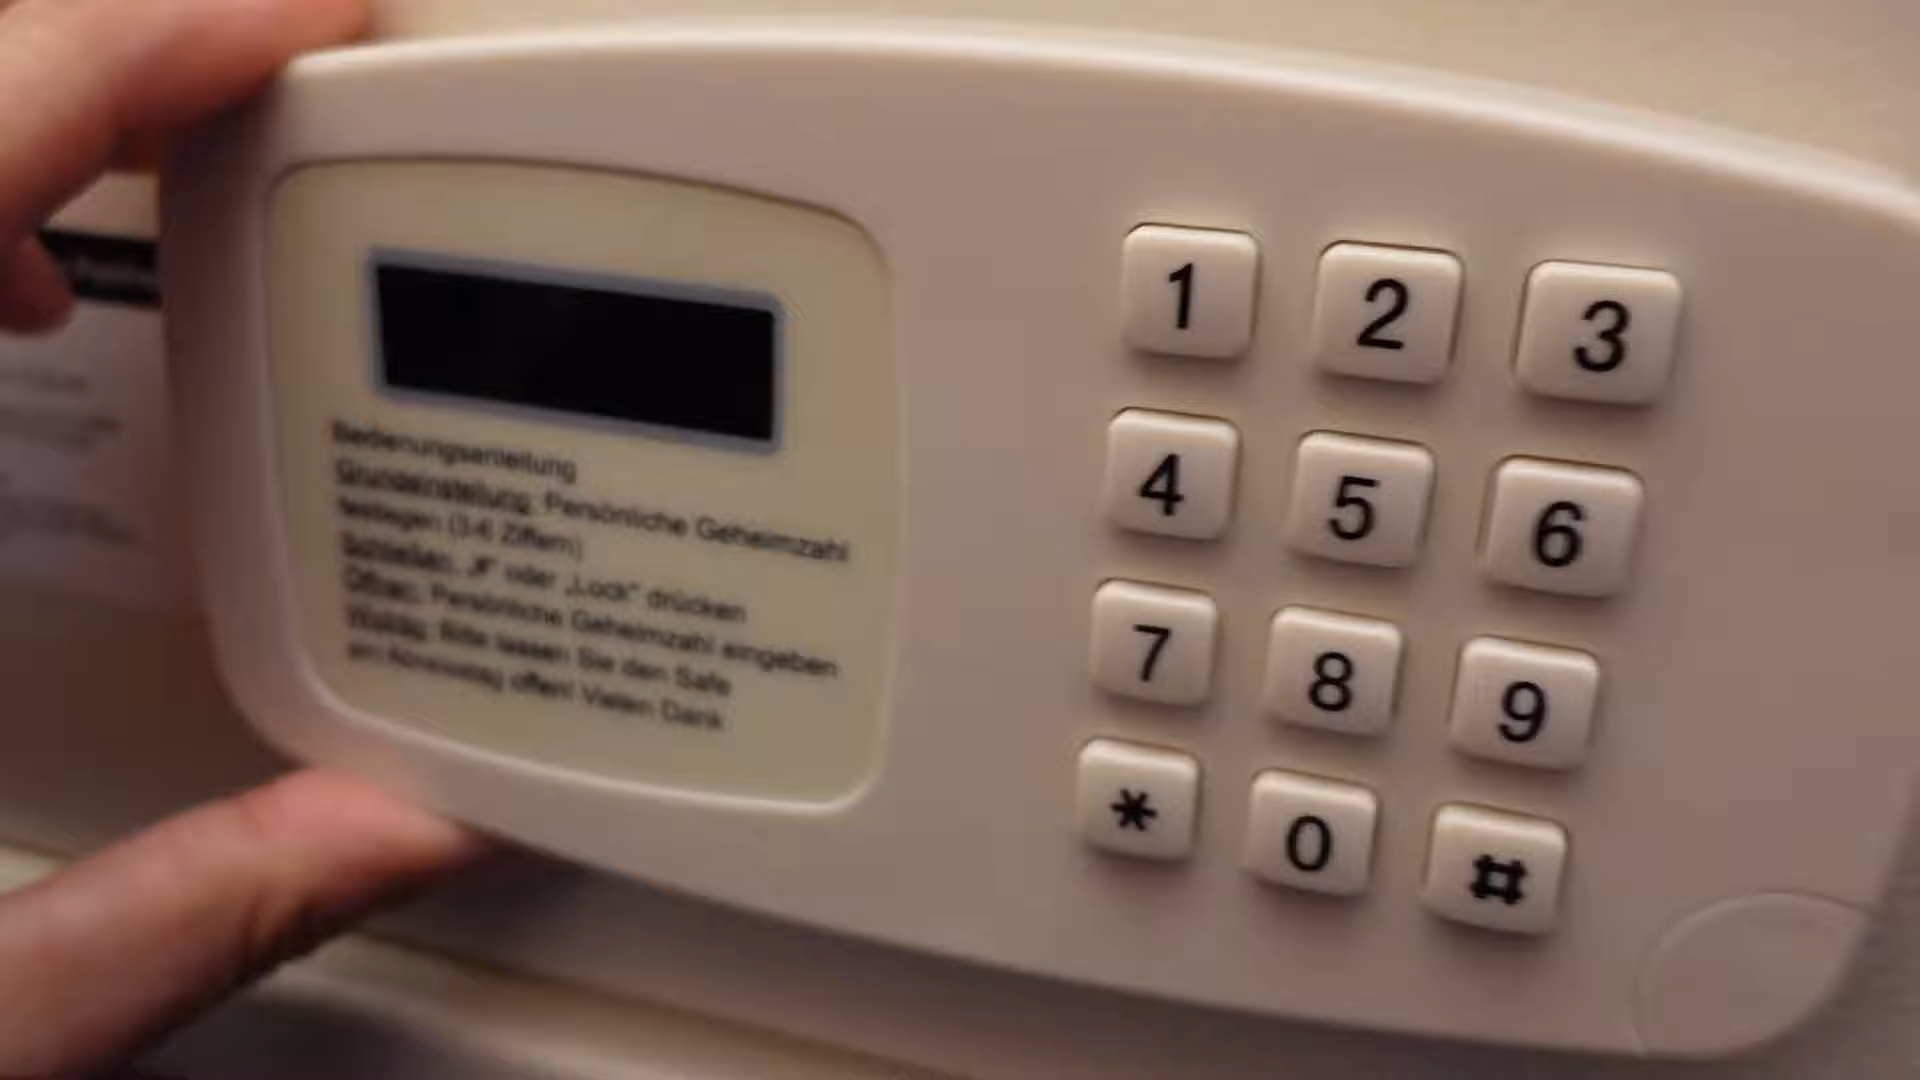 Bedienungsanleitung
Grundeinstellung: Persönliche Geheimzahl
festlegen (3-6 Ziffern)
Schließen: „#“ oder „Lock“ drücken
Öffnen: Persönliche Geheimzahl eingeben
Wichtig: Bitte lassen Sie den Safe
am Abreisetag offen! Vielen Dank
1 2 3
4 5 6
7 8 9
* 0 #